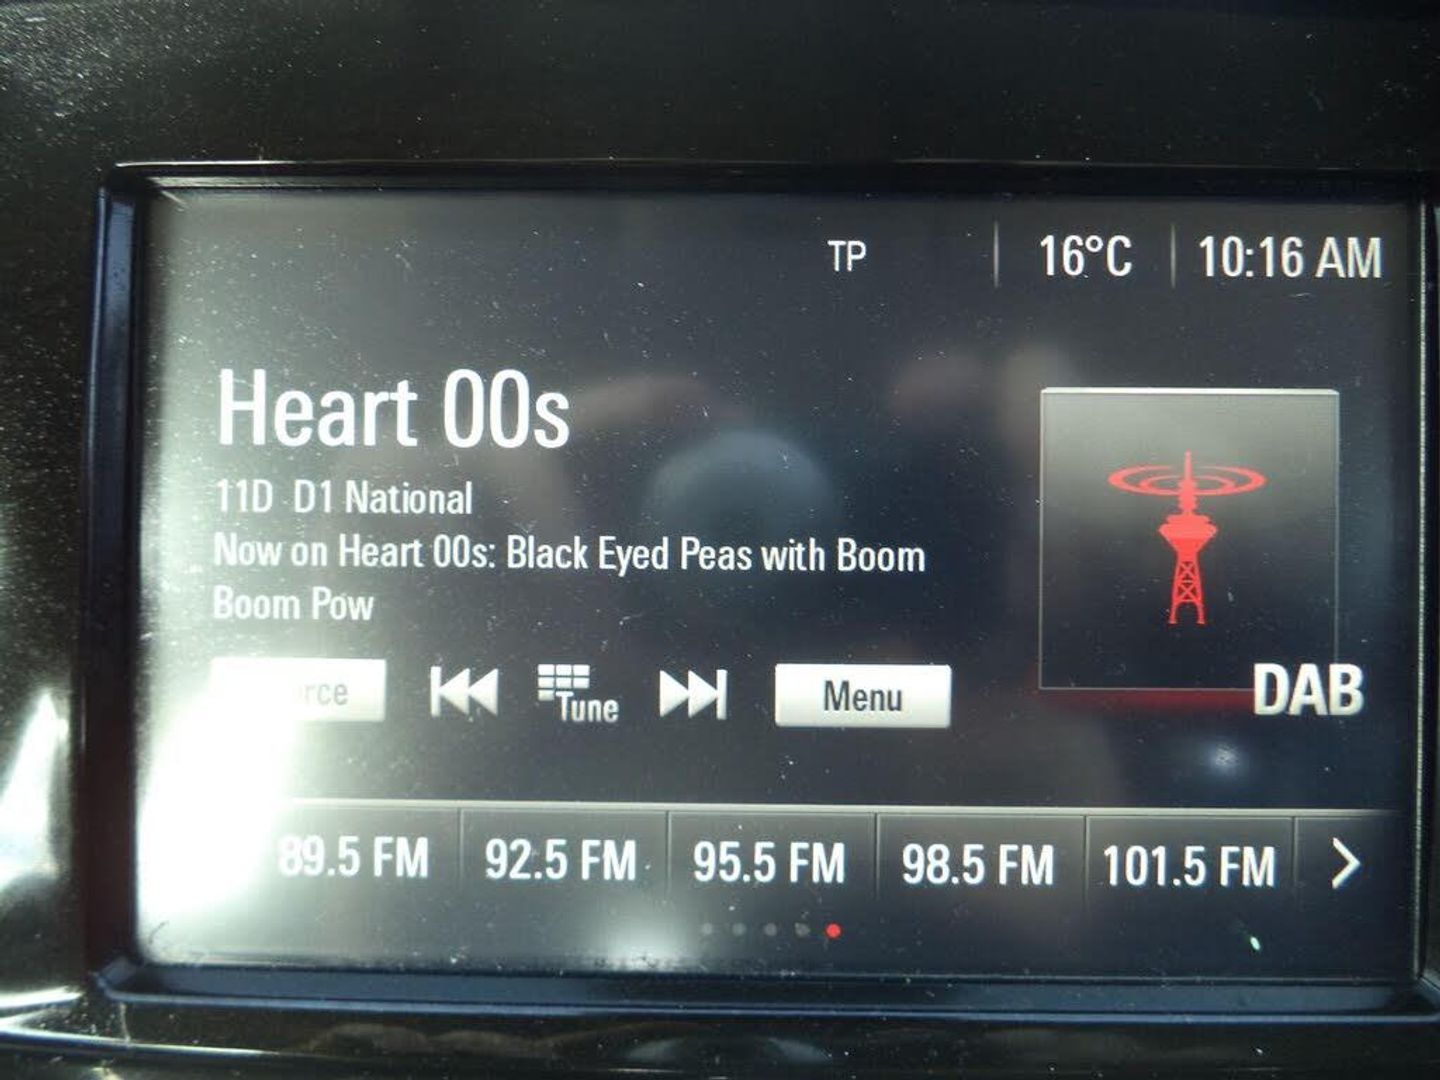 TP 16°C 10:16 AM
Heart 00s
11D D1 National
Now on Heart 00s: Black Eyed Peas with Boom
Boom Pow
Tune Menu
DAB
89.5 FM 92.5 FM 95.5 FM 98.5 FM 101.5 FM